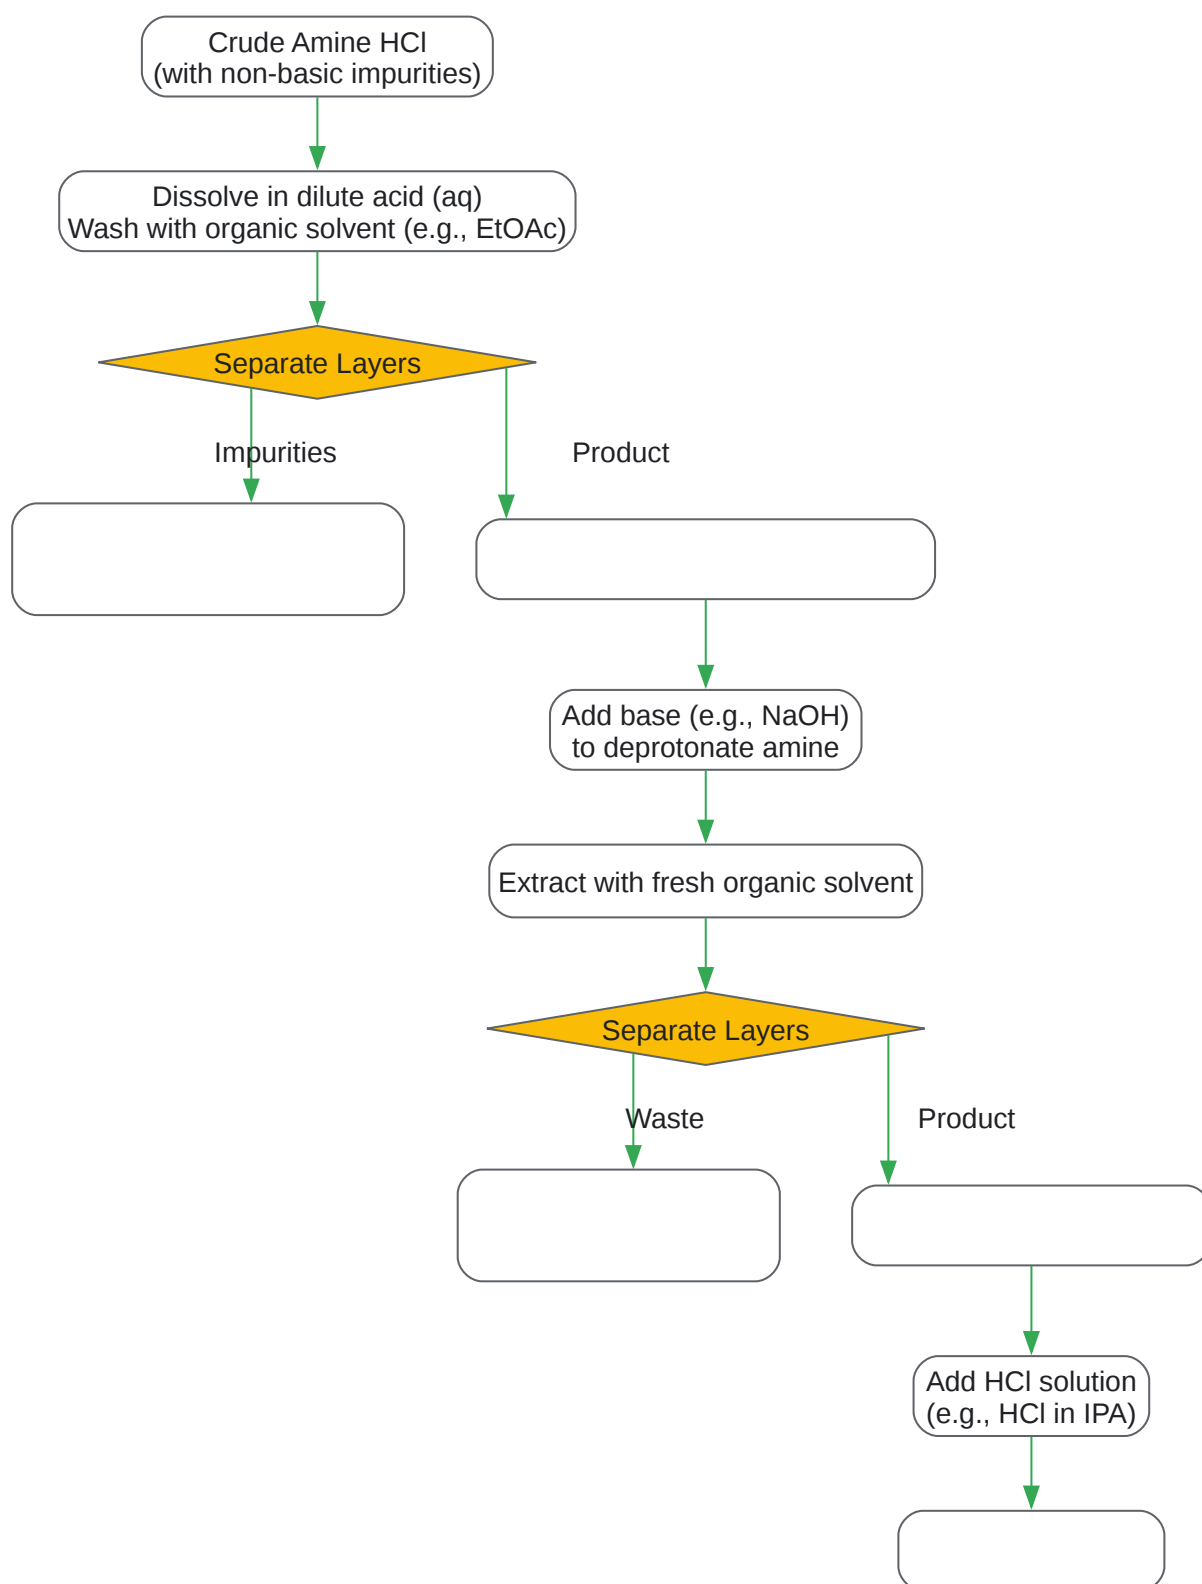 Crude Amine HCl
(with non-basic impurities)
Dissolve in dilute acid (aq)
Wash with organic solvent (e.g., EtOAc)
Separate Layers
Impurities
Product
Add base (e.g., NaOH)
to deprotonate amine
Extract with fresh organic solvent
Separate Layers
Waste
Product
Add HCl solution
(e.g., HCl in IPA)